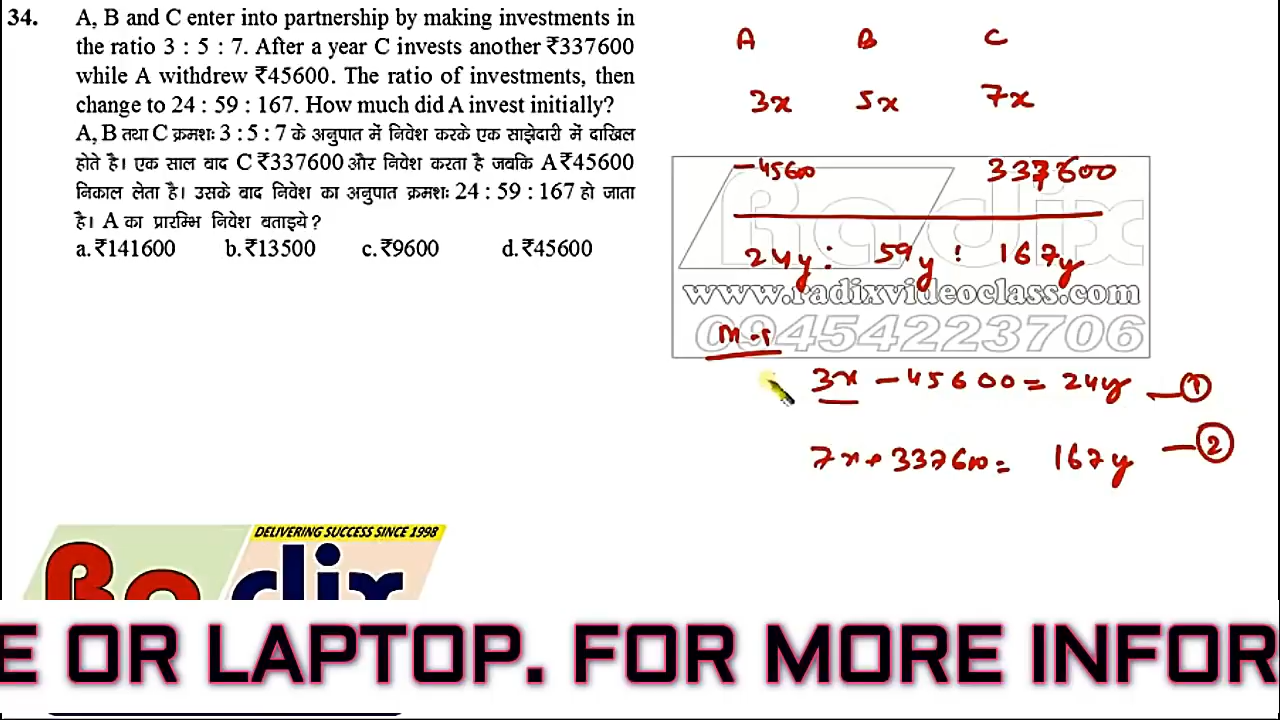 34. A, B and C enter into partnership by making investments in
the ratio 3 : 5 : 7. After a year C invests another ₹337600
while A withdrew ₹45600. The ratio of investments, then
change to 24 : 59 : 167. How much did A invest initially?
A, B तथा C क्रमशः 3 : 5 : 7 के अनुपात में निवेश करके एक साझेदारी में दाखिल
होते है। एक साल बाद C ₹337600 और निवेश करता है जबकि A ₹45600
निकाल लेता है। उसके बाद निवेश का अनुपात क्रमशः 24 : 59 : 167 हो जाता
है। A का प्रारम्भि निवेश बताइये ?
a. ₹141600 b. ₹13500 c. ₹9600 d. ₹45600
A B C
3x 5x 7x
-45600 337600
24y : 59y : 167y
Radix
www.radixvideoclass.com
09454223706
M-1
3x - 45600 = 24y — 1
7x + 337600 = 167y — 2
DELIVERING SUCCESS SINCE 1998
Radix
E OR LAPTOP. FOR MORE INFOR